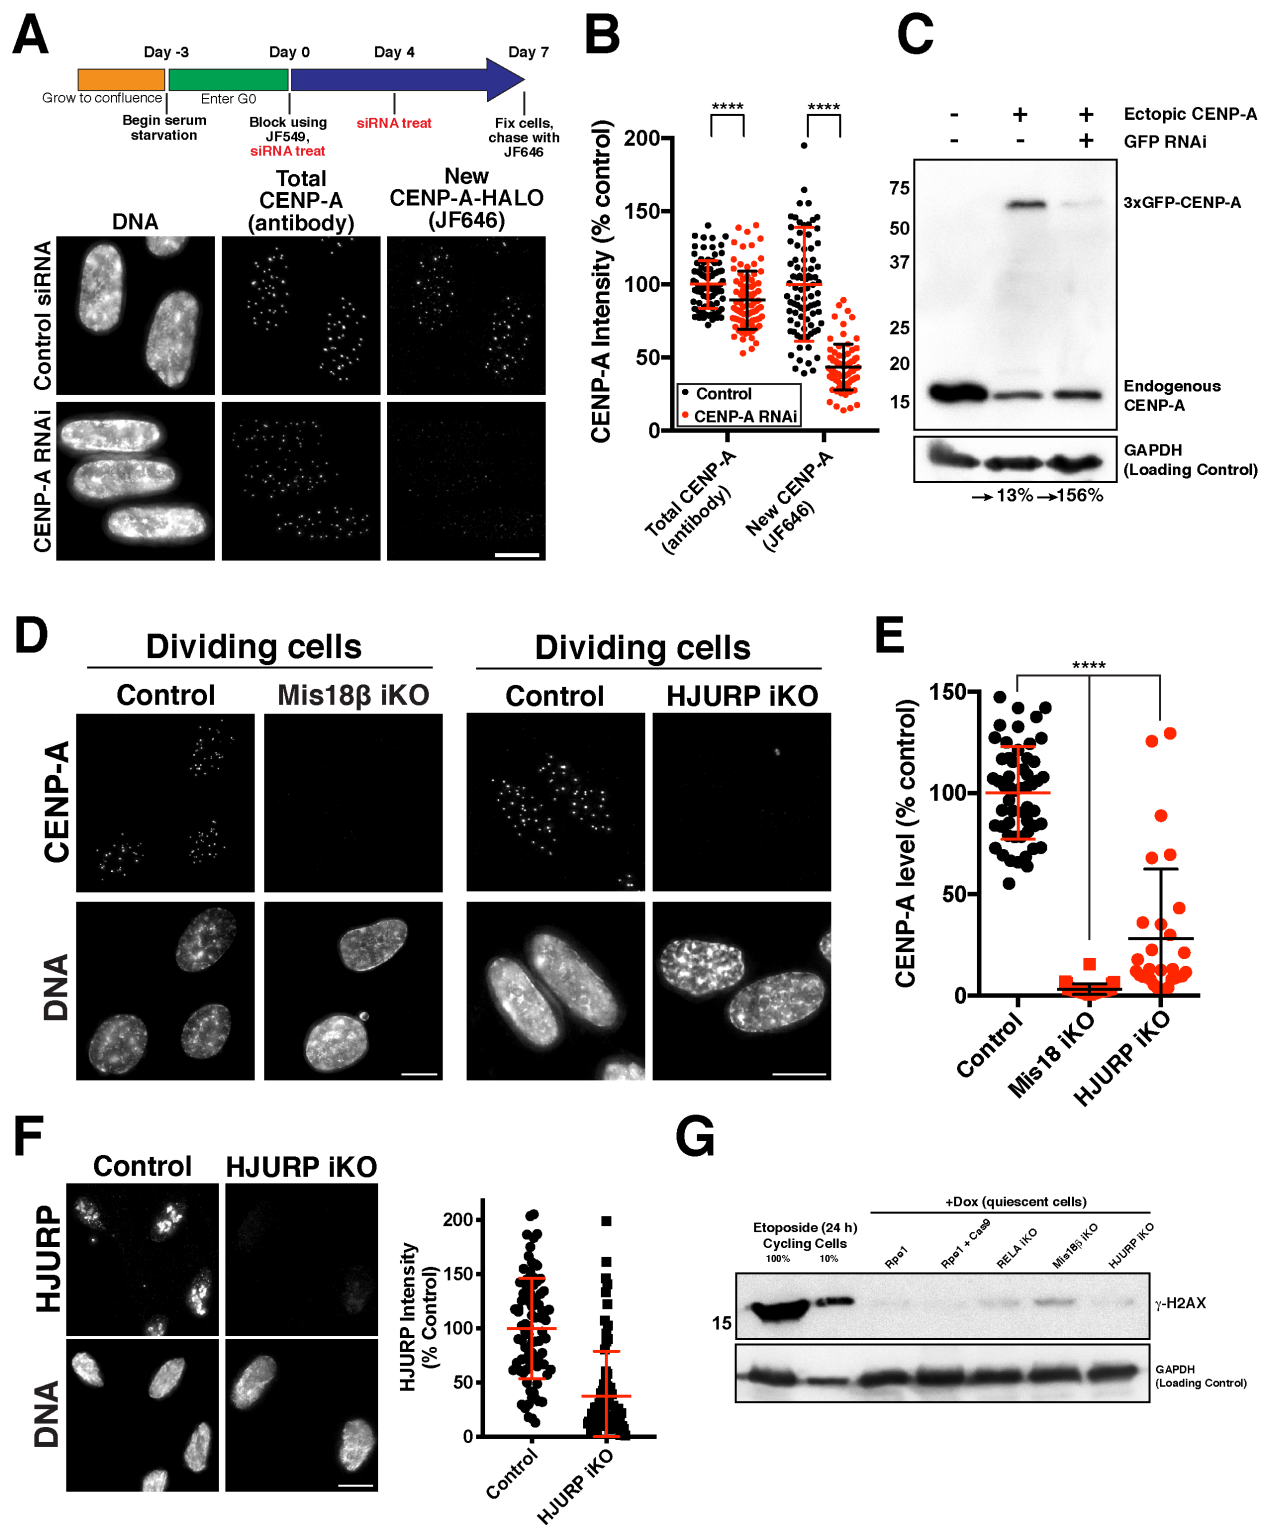 A
Day -3
Day 0
Day 4
Day 7
Grow to confluence
Enter G0
Begin serum
starvation
Block using
JF549,
siRNA treat
siRNA treat
Fix cells,
chase with
JF646
DNA
Total
CENP-A
(antibody)
New
CENP-A-HALO
(JF646)
Control siRNA
CENP-A RNAi
B
****
****
CENP-A Intensity (% control)
200
150
100
50
0
Control
CENP-A RNAi
Total CENP-A
(antibody)
New CENP-A
(JF646)
C
- + + Ectopic CENP-A
- - + GFP RNAi
75
50
37
25
20
15
3xGFP-CENP-A
Endogenous
CENP-A
GAPDH
(Loading Control)
→13% →156%
D
Dividing cells
Dividing cells
Control
Mis18β iKO
Control
HJURP iKO
CENP-A
DNA
E
****
CENP-A level (% control)
150
100
50
0
Control
Mis18 iKO
HJURP iKO
F
Control
HJURP iKO
HJURP
DNA
HJURP Intensity
(% Control)
200
150
100
50
0
Control
HJURP iKO
G
+Dox (quiescent cells)
Etoposide (24 h)
Cycling Cells
100%
10%
Rpe1
Rpe1 + Cas9
RELA iKO
Mis18β iKO
HJURP iKO
15
γ-H2AX
GAPDH
(Loading Control)